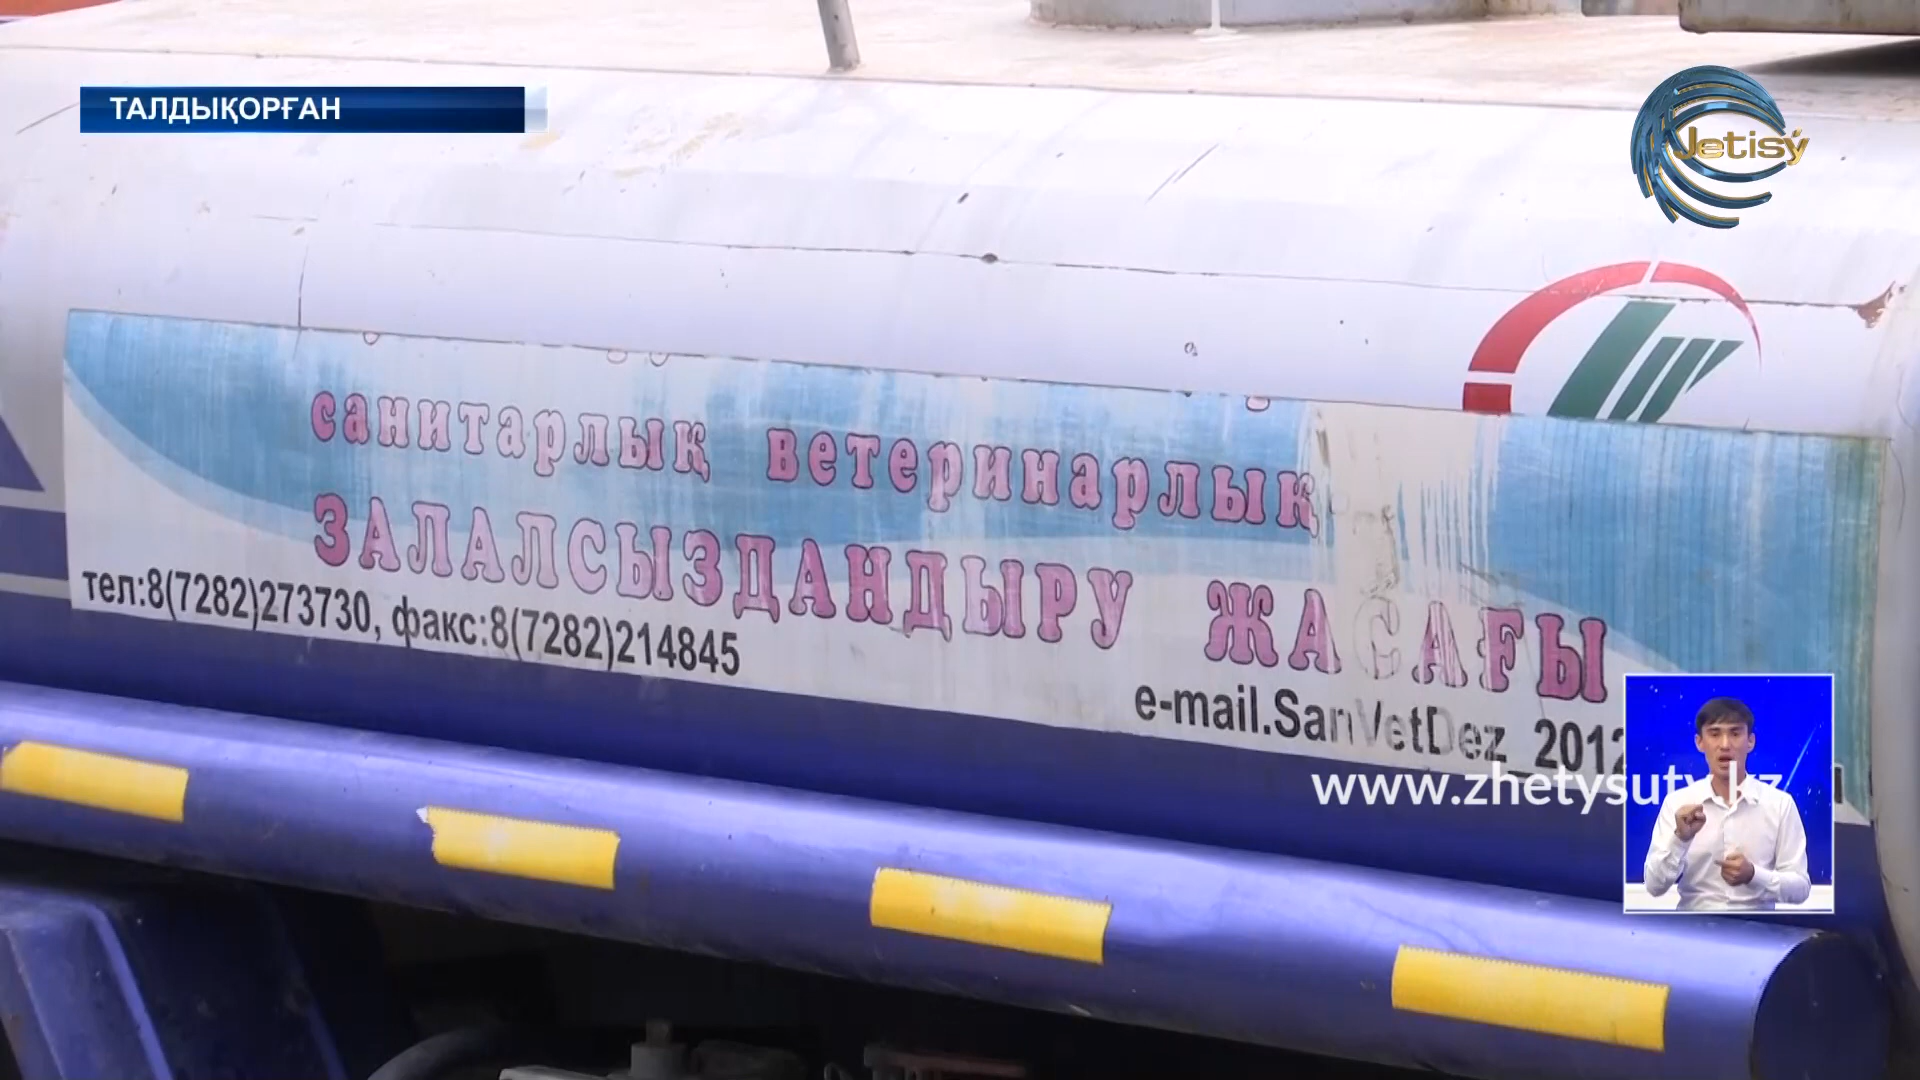 ТАЛДЫҚОРҒАН
Jetisý
санитарлық ветеринарлық
ЗАЛАЛСЫЗДАНДЫРУ ЖАСАҒЫ
тел:8(7282)273730, факс:8(7282)214845
e-mail.SanVetDez_2012
www.zhetysutv.kz